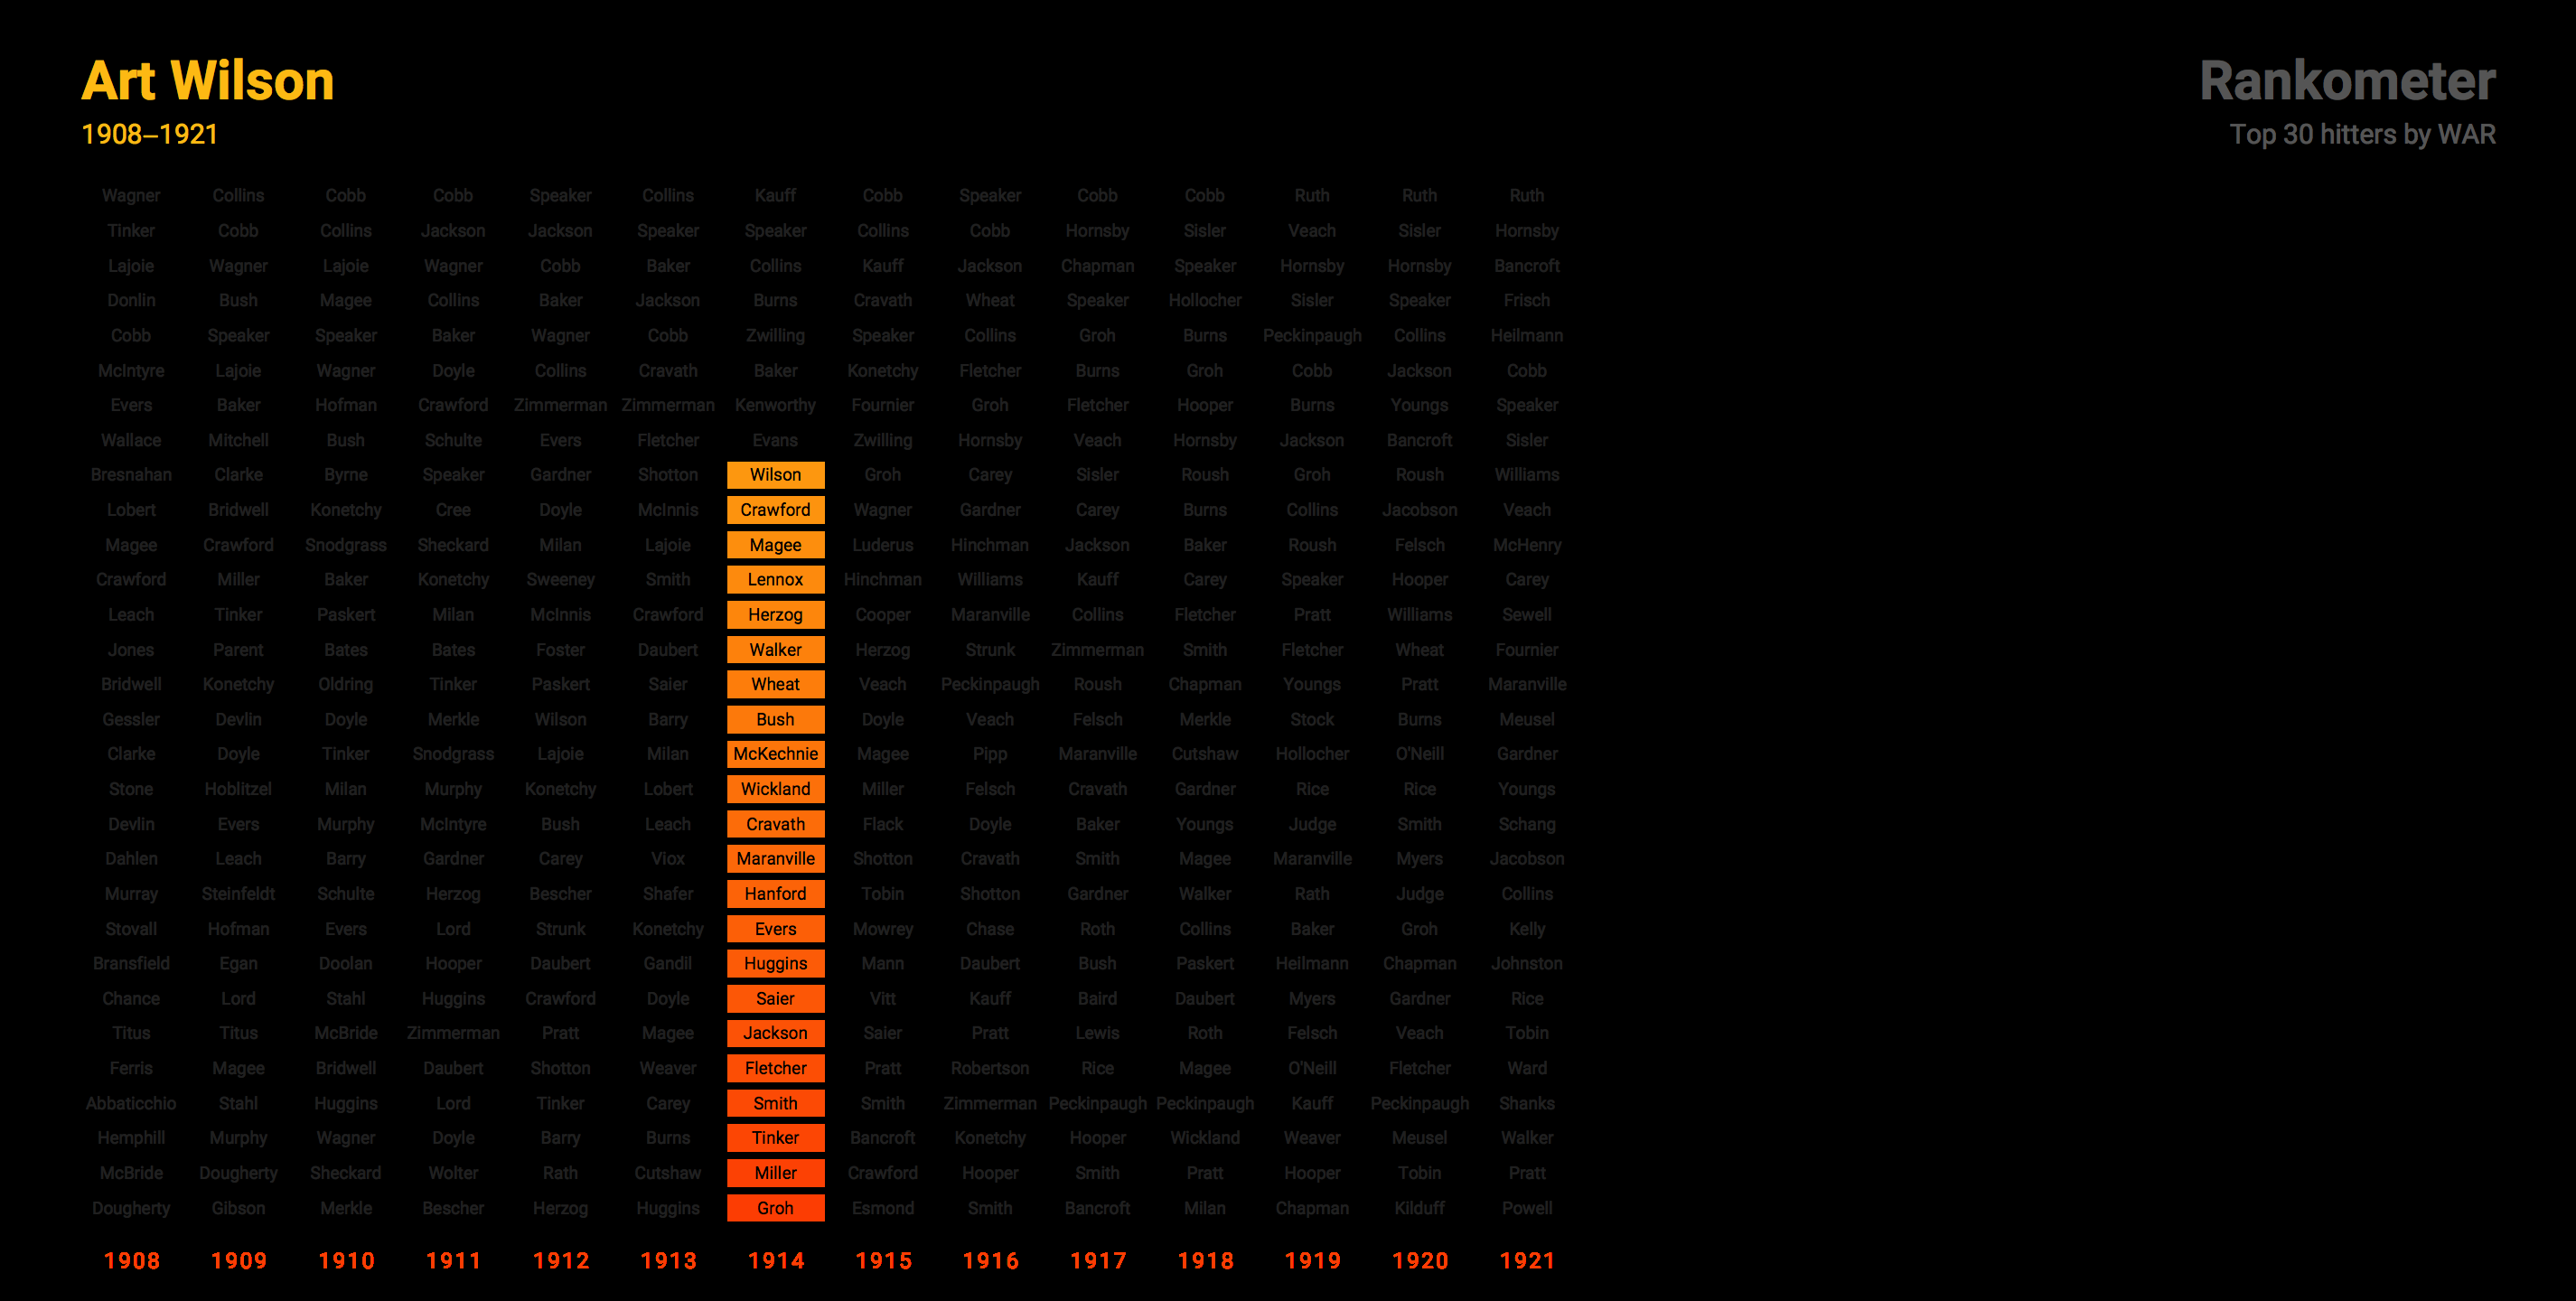 Art Wilson
1908–1921
Rankometer
Top 30 hitters by WAR
Wagner Collins Cobb Cobb Speaker Collins Kauff Cobb Speaker Cobb Cobb Ruth Ruth Ruth
Tinker Cobb Collins Jackson Jackson Speaker Speaker Collins Cobb Hornsby Sisler Veach Sisler Hornsby
Lajoie Wagner Lajoie Wagner Cobb Baker Collins Kauff Jackson Chapman Speaker Hornsby Hornsby Bancroft
Donlin Bush Magee Collins Baker Jackson Burns Cravath Wheat Speaker Hollocher Sisler Speaker Frisch
Cobb Speaker Speaker Baker Wagner Cobb Zwilling Speaker Collins Groh Burns Peckinpaugh Collins Heilmann
McIntyre Lajoie Wagner Doyle Collins Cravath Baker Konetchy Fletcher Burns Groh Cobb Jackson Cobb
Evers Baker Hofman Crawford Zimmerman Zimmerman Kenworthy Fournier Groh Fletcher Hooper Burns Youngs Speaker
Wallace Mitchell Bush Schulte Evers Fletcher Evans Zwilling Hornsby Veach Hornsby Jackson Bancroft Sisler
Bresnahan Clarke Byrne Speaker Gardner Shotton Wilson Groh Carey Sisler Roush Groh Roush Williams
Lobert Bridwell Konetchy Cree Doyle McInnis Crawford Wagner Gardner Carey Burns Collins Jacobson Veach
Magee Crawford Snodgrass Sheckard Milan Lajoie Magee Luderus Hinchman Jackson Baker Roush Felsch McHenry
Crawford Miller Baker Konetchy Sweeney Smith Lennox Hinchman Williams Kauff Carey Speaker Hooper Carey
Leach Tinker Paskert Milan McInnis Crawford Herzog Cooper Maranville Collins Fletcher Pratt Williams Sewell
Jones Parent Bates Bates Foster Daubert Walker Herzog Strunk Zimmerman Smith Fletcher Wheat Fournier
Bridwell Konetchy Oldring Tinker Paskert Saier Wheat Veach Peckinpaugh Roush Chapman Youngs Pratt Maranville
Gessler Devlin Doyle Merkle Wilson Barry Bush Doyle Veach Felsch Merkle Stock Burns Meusel
Clarke Doyle Tinker Snodgrass Lajoie Milan McKechnie Magee Pipp Maranville Cutshaw Hollocher O'Neill Gardner
Stone Hoblitzel Milan Murphy Konetchy Lobert Wickland Miller Felsch Cravath Gardner Rice Rice Youngs
Devlin Evers Murphy McIntyre Bush Leach Cravath Flack Doyle Baker Youngs Judge Smith Schang
Dahlen Leach Barry Gardner Carey Viox Maranville Shotton Cravath Smith Magee Maranville Myers Jacobson
Murray Steinfeldt Schulte Herzog Bescher Shafer Hanford Tobin Shotton Gardner Walker Rath Judge Collins
Stovall Hofman Evers Lord Strunk Konetchy Evers Mowrey Chase Roth Collins Baker Groh Kelly
Bransfield Egan Doolan Hooper Daubert Gandil Huggins Mann Daubert Bush Paskert Heilmann Chapman Johnston
Chance Lord Stahl Huggins Crawford Doyle Saier Vitt Kauff Baird Daubert Myers Gardner Rice
Titus Titus McBride Zimmerman Pratt Magee Jackson Saier Pratt Lewis Roth Felsch Veach Tobin
Ferris Magee Bridwell Daubert Shotton Weaver Fletcher Pratt Robertson Rice Magee O'Neill Fletcher Ward
Abbaticchio Stahl Huggins Lord Tinker Carey Smith Smith Zimmerman Peckinpaugh Peckinpaugh Kauff Peckinpaugh Shanks
Hemphill Murphy Wagner Doyle Barry Burns Tinker Bancroft Konetchy Hooper Wickland Weaver Meusel Walker
McBride Dougherty Sheckard Wolter Rath Cutshaw Miller Crawford Hooper Smith Pratt Hooper Tobin Pratt
Dougherty Gibson Merkle Bescher Herzog Huggins Groh Esmond Smith Bancroft Milan Chapman Kilduff Powell
1908 1909 1910 1911 1912 1913 1914 1915 1916 1917 1918 1919 1920 1921